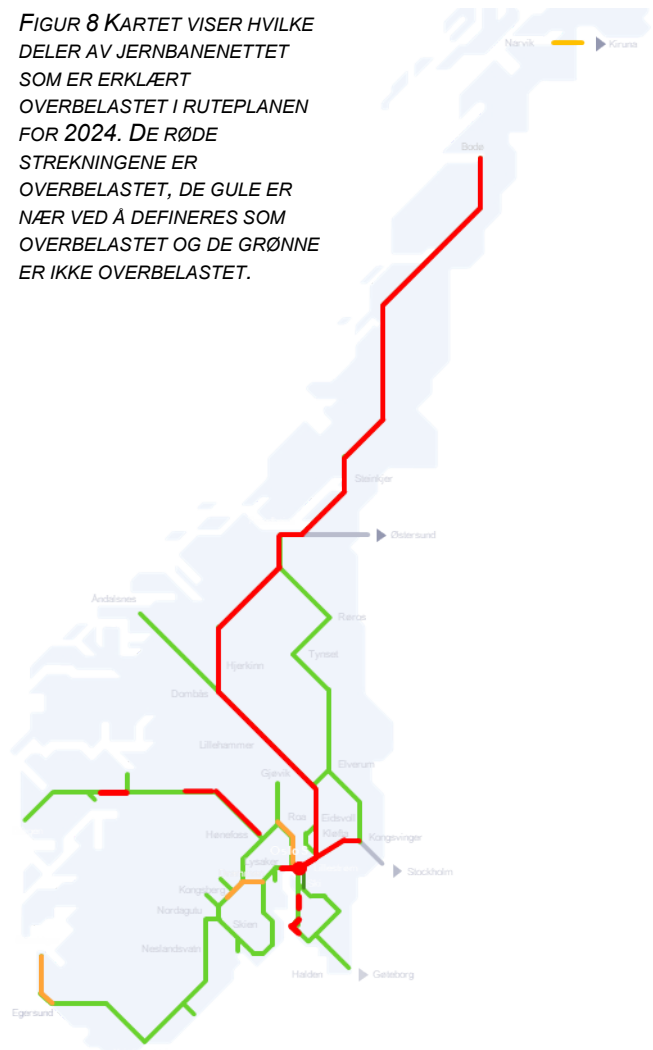 FIGUR 8 KARTET VISER HVILKE
DELER AV JERNBANENETTET
SOM ER ERKLÆRT
OVERBELASTET I RUTEPLANEN
FOR 2024. DE RØDE
STREKNINGENE ER
OVERBELASTET, DE GULE ER
NÆR VED Å DEFINERES SOM
OVERBELASTET OG DE GRØNNE
ER IKKE OVERBELASTET.
Narvik
Kiruna
Bodø
Steinkjer
Østersund
Åndalsnes
Røros
Tynset
Hjerkinn
Dombås
Lillehammer
Elverum
Gjøvik
Roa
Eidsvoll
Kløfta
Hønefoss
Kongsvinger
Lysaker
Stockholm
Kongsberg
Nordagutu
Skien
Neslandsvatn
Halden
Gøteborg
Egersund